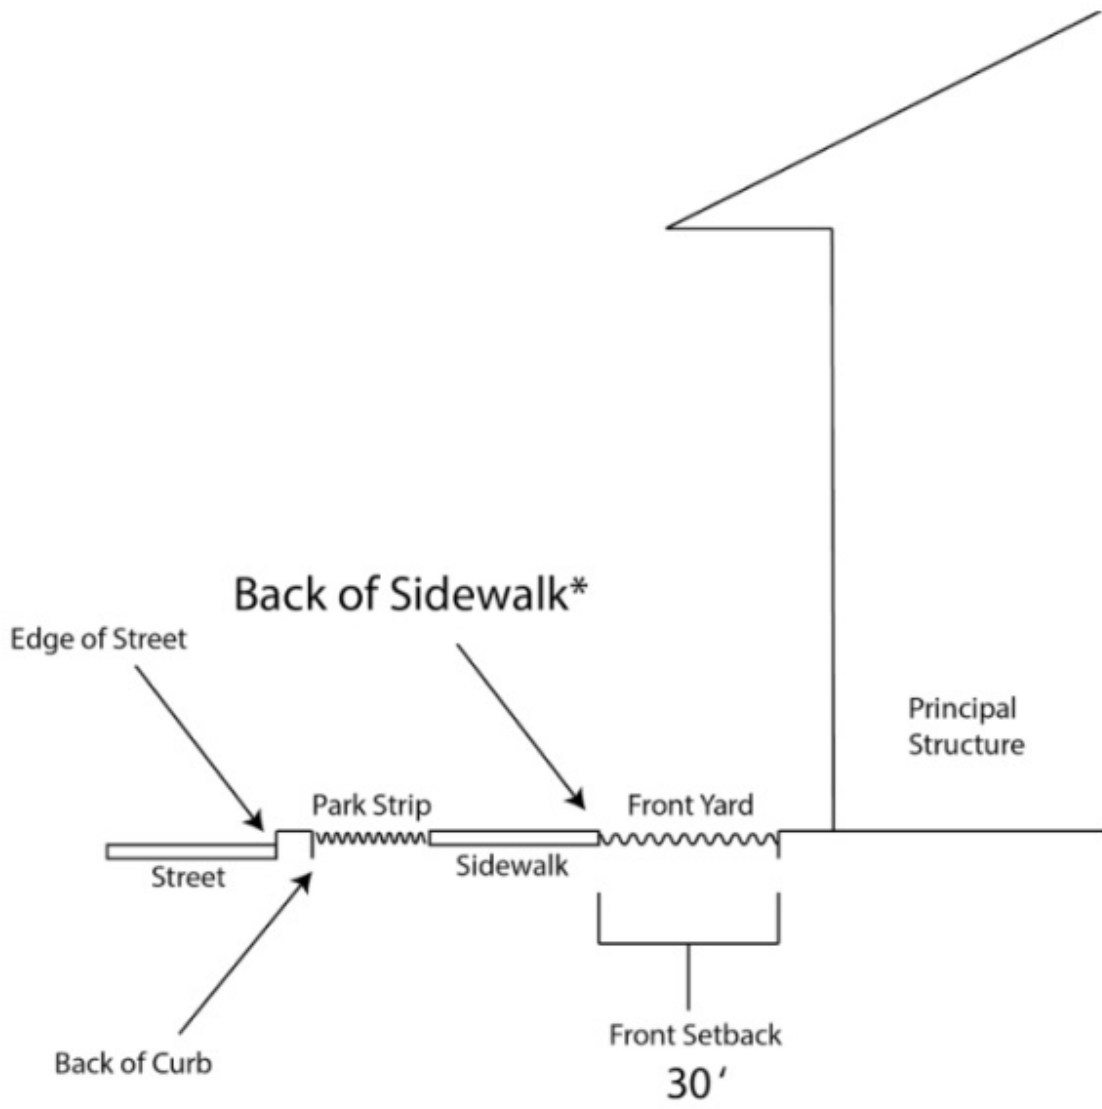 Back of Sidewalk*
Edge of Street
Principal
Structure
Park Strip
Front Yard
Street
Sidewalk
Front Setback
30'
Back of Curb